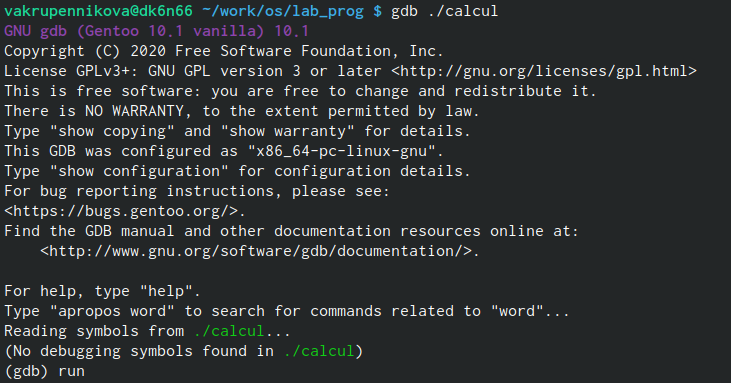 vakrupennikova@dk6n66 ~/work/os/lab_prog $ gdb ./calcul
GNU gdb (Gentoo 10.1 vanilla) 10.1
Copyright (C) 2020 Free Software Foundation, Inc.
License GPLv3+: GNU GPL version 3 or later <http://gnu.org/licenses/gpl.html>
This is free software: you are free to change and redistribute it.
There is NO WARRANTY, to the extent permitted by law.
Type "show copying" and "show warranty" for details.
This GDB was configured as "x86_64-pc-linux-gnu".
Type "show configuration" for configuration details.
For bug reporting instructions, please see:
<https://bugs.gentoo.org/>.
Find the GDB manual and other documentation resources online at:
    <http://www.gnu.org/software/gdb/documentation/>.

For help, type "help".
Type "apropos word" to search for commands related to "word"...
Reading symbols from ./calcul...
(No debugging symbols found in ./calcul)
(gdb) run